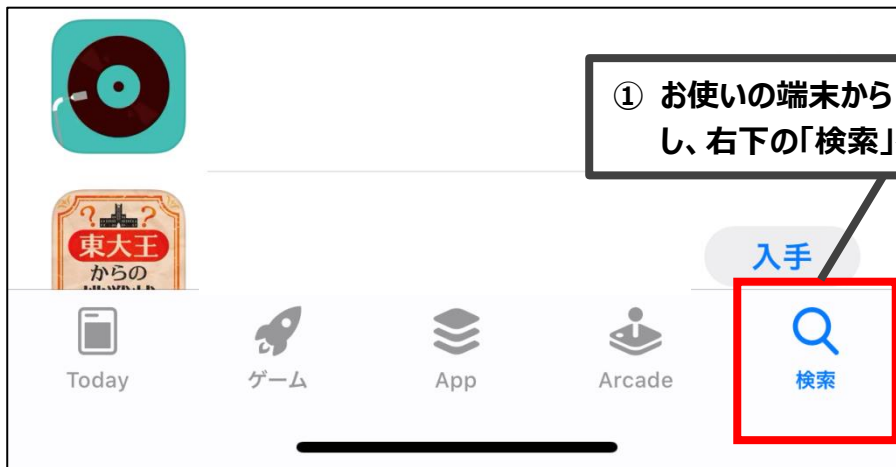 ① お使いの端末から
し、右下の「検索」
? ?
東大王
からの
入手
Today
ゲーム
App
Arcade
検索